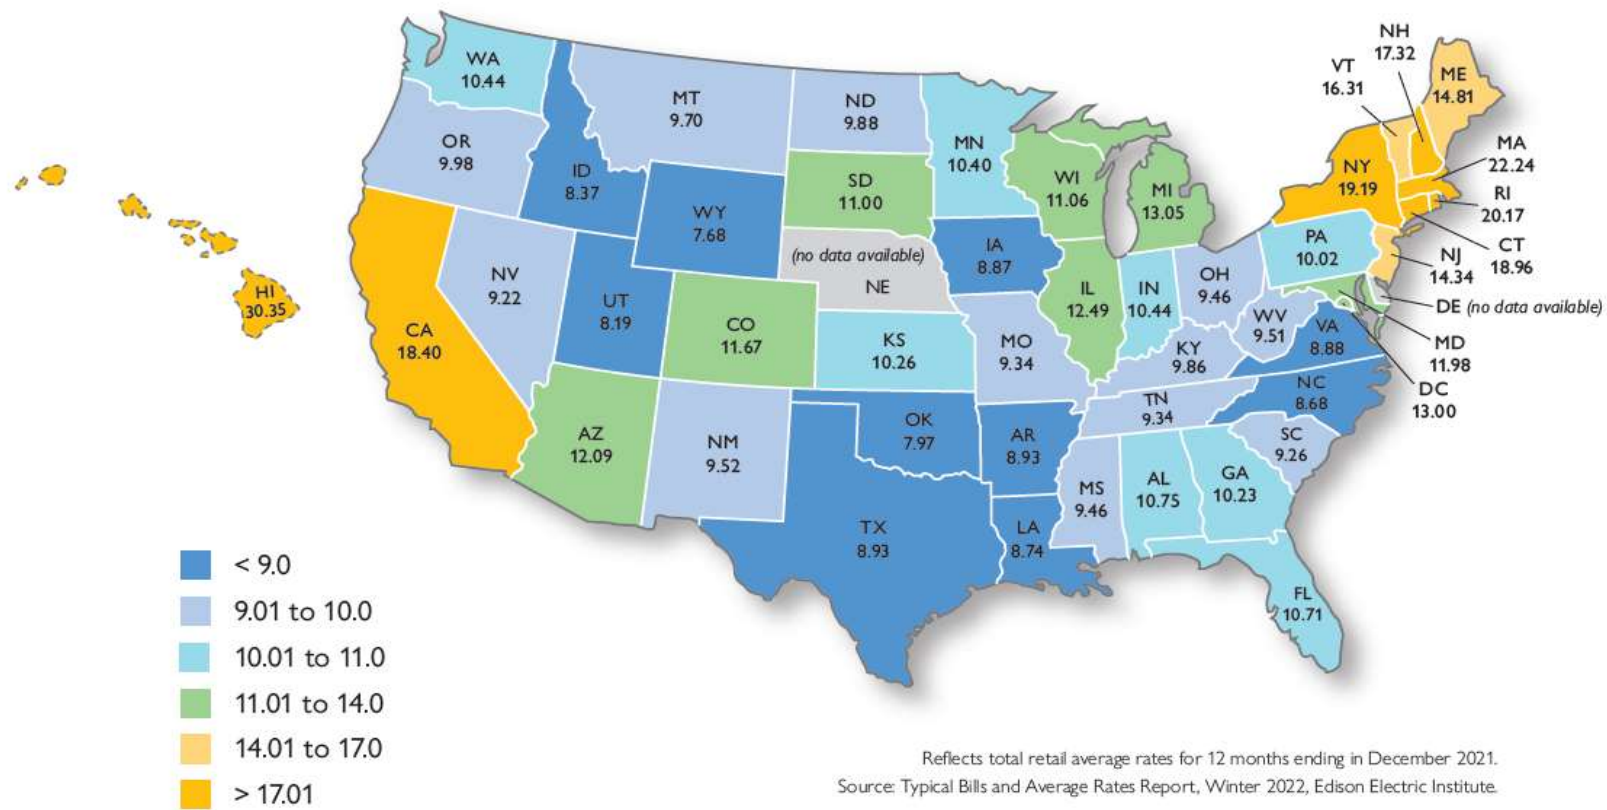 NH
17.32
VT
16.31
ME
14.81
WA
10.44
MT
9.70
ND
9.88
MN
10.40
OR
9.98
ID
8.37
SD
11.00
WI
11.06
MI
13.05
NY
19.19
MA
22.24
RI
20.17
WY
7.68
IA
8.87
PA
10.02
CT
18.96
NJ
14.34
(no data available)
NE
NV
9.22
UT
8.19
CO
11.67
IL
12.49
IN
10.44
OH
9.46
DE (no data available)
HI
30.35
CA
18.40
KS
10.26
MO
9.34
KY
9.86
WV
9.51
VA
8.88
MD
11.98
DC
13.00
AZ
12.09
NM
9.52
OK
7.97
AR
8.93
TN
9.34
NC
8.68
SC
9.26
MS
9.46
AL
10.75
GA
10.23
TX
8.93
LA
8.74
FL
10.71
< 9.0
9.01 to 10.0
10.01 to 11.0
11.01 to 14.0
14.01 to 17.0
> 17.01
Reflects total retail average rates for 12 months ending in December 2021.
Source: Typical Bills and Average Rates Report, Winter 2022, Edison Electric Institute.